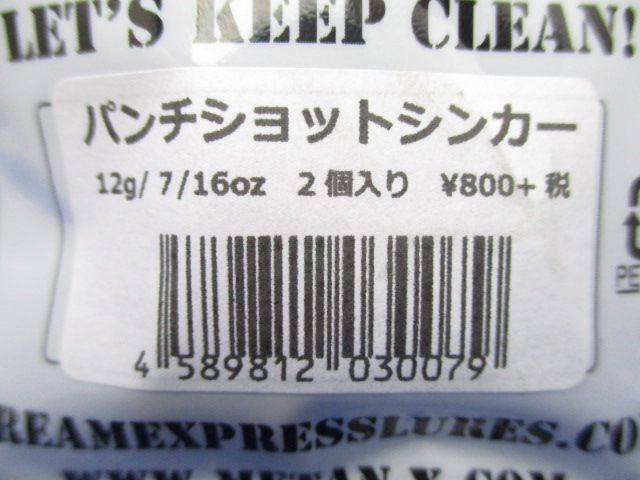 LET'S KEEP CLEAN!
パンチショットシンカー
12g/ 7/16oz 2個入り ¥800+ 税
4 589812 030079
PE
REAMEXPRESSLURES.CO